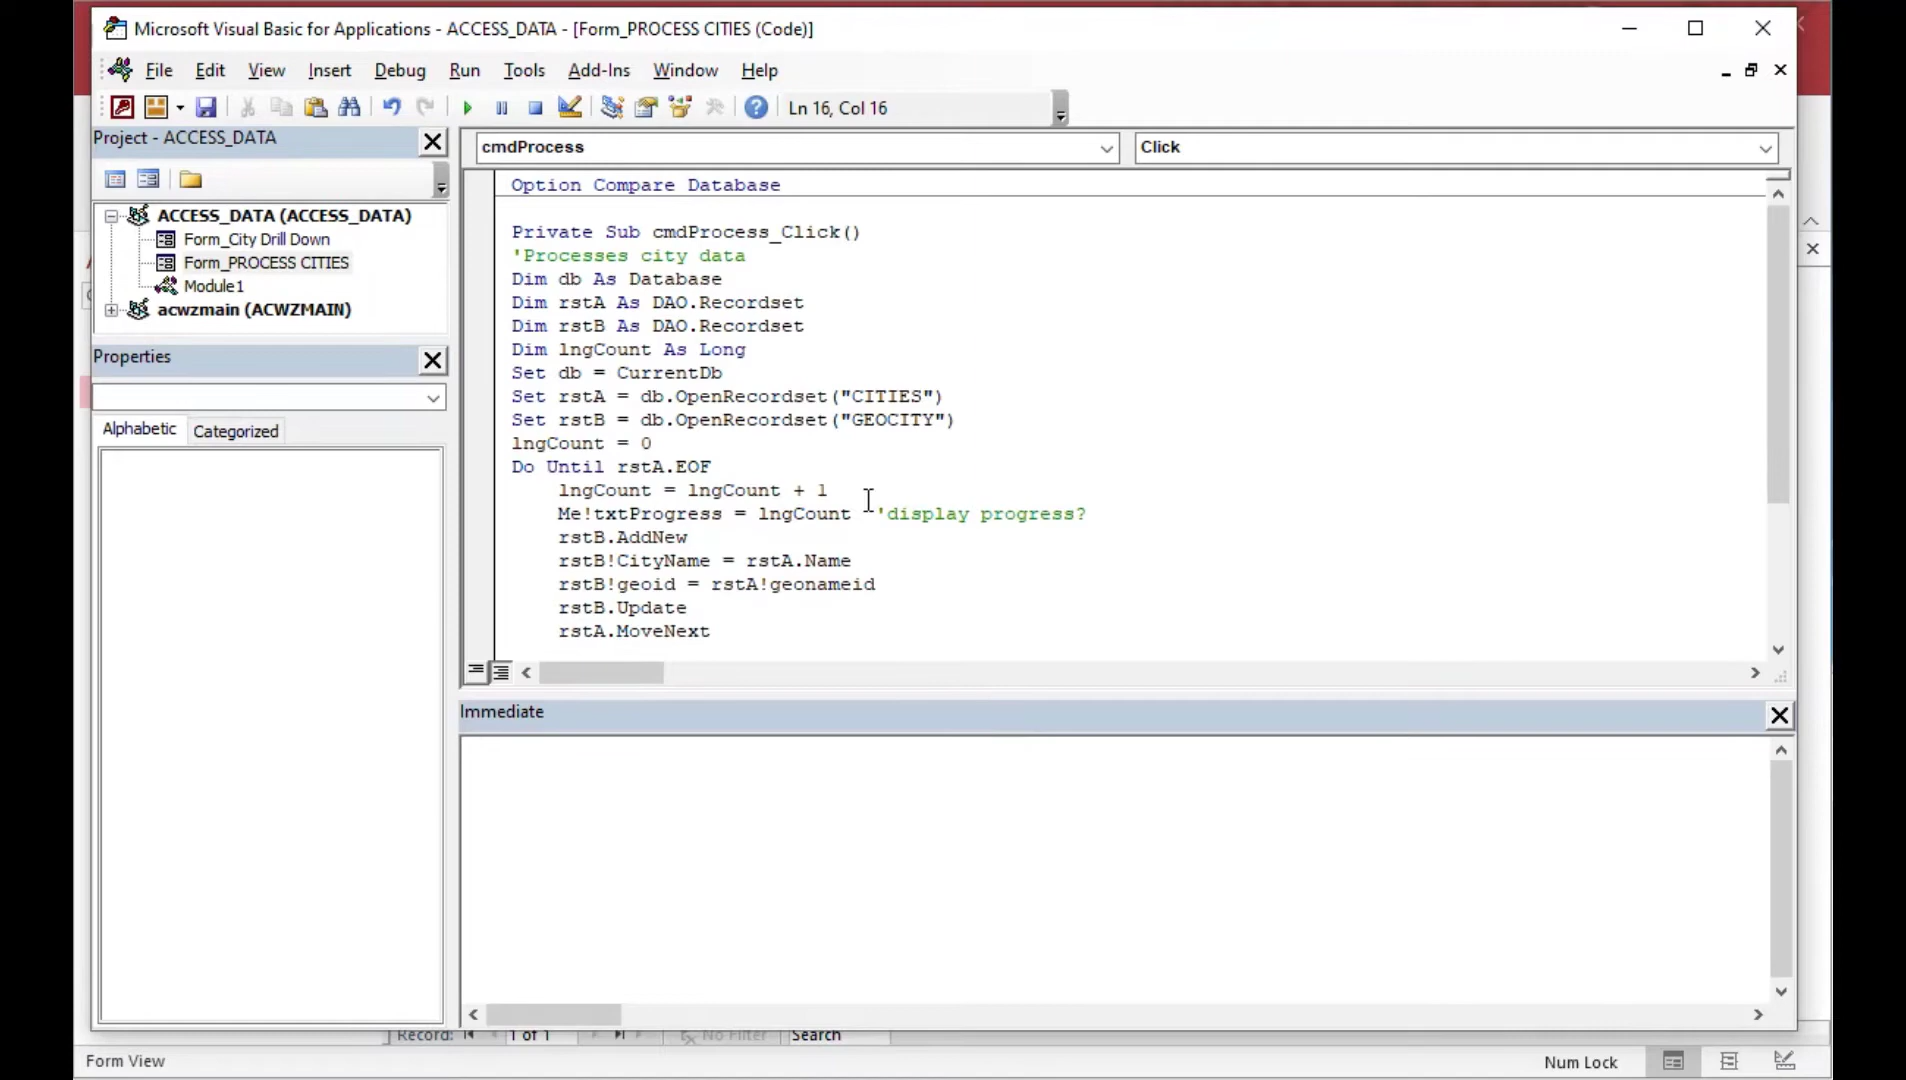 Microsoft Visual Basic for Applications - ACCESS_DATA - [Form_PROCESS CITIES (Code)]
File Edit View Insert Debug Run Tools Add-Ins Window Help
Ln 16, Col 16
Project - ACCESS_DATA
ACCESS_DATA (ACCESS_DATA)
Form_City Drill Down
Form_PROCESS CITIES
Module1
acwzmain (ACWZMAIN)
Properties
Alphabetic Categorized
cmdProcess Click
Option Compare Database
Private Sub cmdProcess_Click()
'Processes city data
Dim db As Database
Dim rstA As DAO.Recordset
Dim rstB As DAO.Recordset
Dim lngCount As Long
Set db = CurrentDb
Set rstA = db.OpenRecordset("CITIES")
Set rstB = db.OpenRecordset("GEOCITY")
lngCount = 0
Do Until rstA.EOF
lngCount = lngCount + 1
Me!txtProgress = lngCount 'display progress?
rstB.AddNew
rstB!CityName = rstA.Name
rstB!geoid = rstA!geonameid
rstB.Update
rstA.MoveNext
Immediate
Record: 1 of 1 No Filter Search
Form View Num Lock